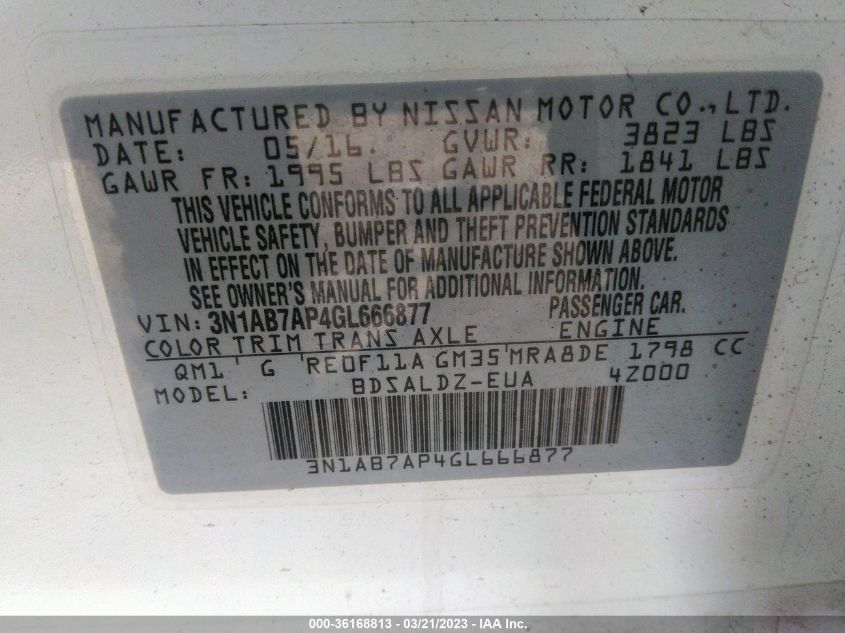 MANUFACTURED BY NISSAN MOTOR CO., LTD.
DATE: 05/16. GVWR: 3823 LBS
GAWR FR: 1995 LBS GAWR RR: 1841 LBS
THIS VEHICLE CONFORMS TO ALL APPLICABLE FEDERAL MOTOR
VEHICLE SAFETY, BUMPER AND THEFT PREVENTION STANDARDS
IN EFFECT ON THE DATE OF MANUFACTURE SHOWN ABOVE.
SEE OWNER'S MANUAL FOR ADDITIONAL INFORMATION.
VIN: 3N1AB7AP4GL666877 PASSENGER CAR.
COLOR TRIM TRANS AXLE ENGINE
QM1 G RE0F11A GM35 MRA8DE 1798 CC
MODEL: BDSALDZ-EUA 4Z000
3N1AB7AP4GL666877
000-36168813 - 03/21/2023 - IAA Inc.